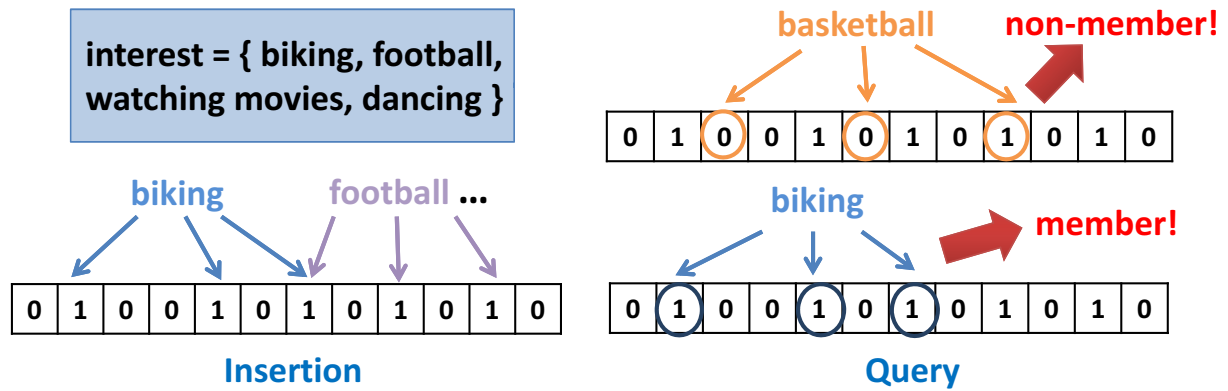 interest = { biking, football,
watching movies, dancing }
biking football ...
0 1 0 0 1 0 1 0 1 0 1 0
Insertion
basketball non-member!
0 1 0 0 1 0 1 0 1 0 1 0
biking
member!
0 1 0 0 1 0 1 0 1 0 1 0
Query